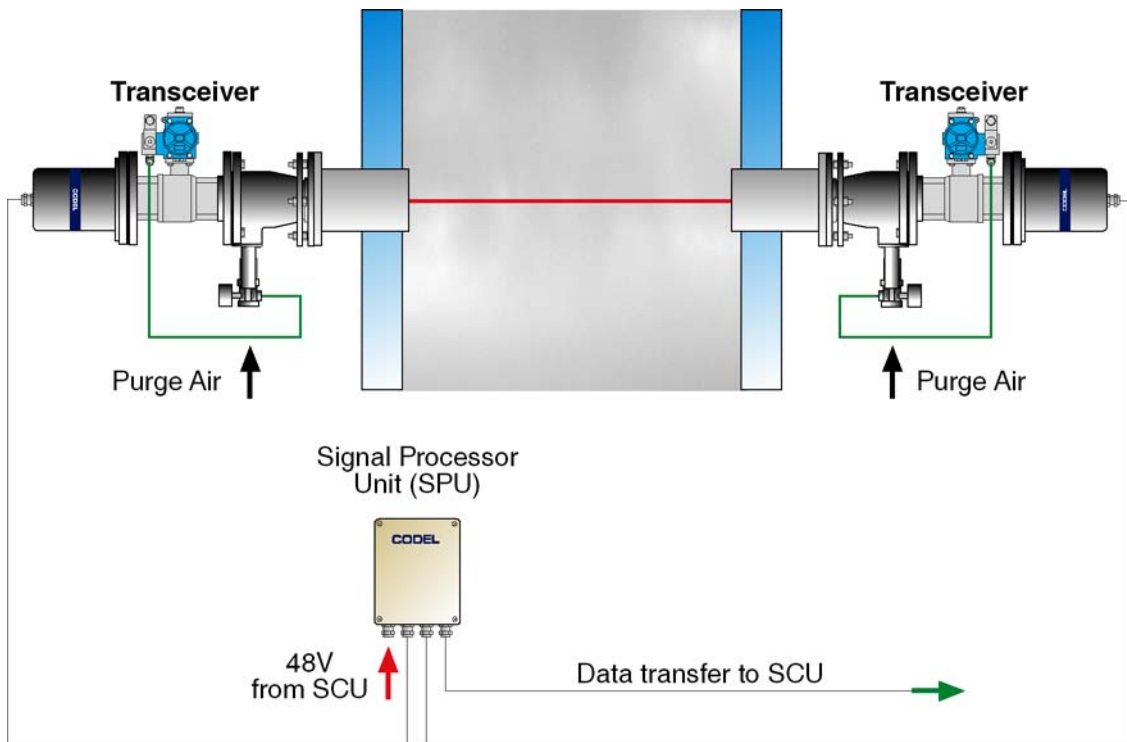 Transceiver
Transceiver
CODEL
CODEL
Purge Air
Purge Air
Signal Processor
Unit (SPU)
CODEL
48V
from SCU
Data transfer to SCU